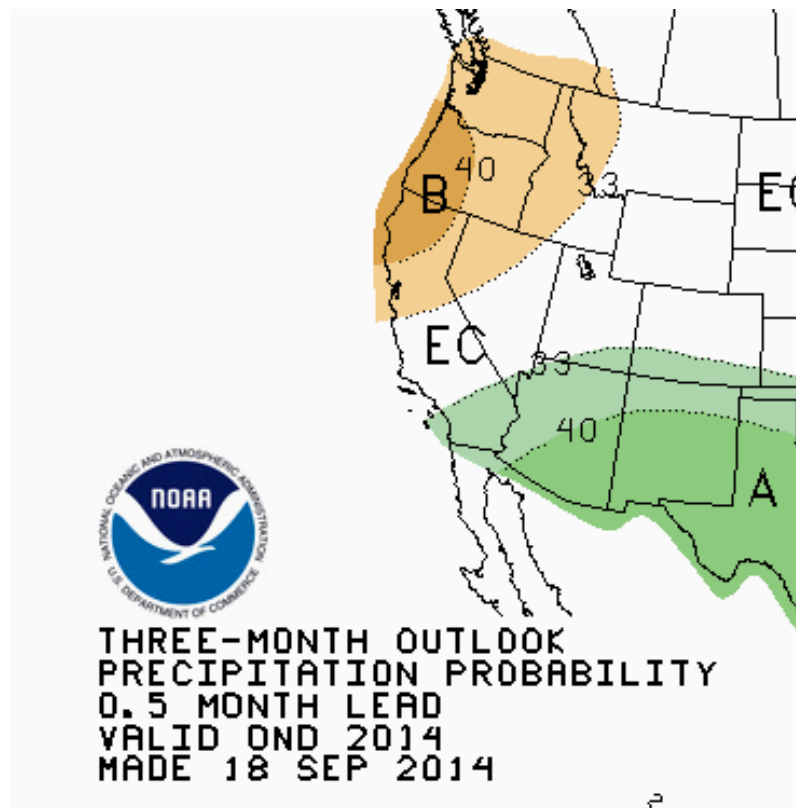 40
B
33
EC
EC
33
40
A
NOAA
NATIONAL OCEANIC AND ATMOSPHERIC ADMINISTRATION
U.S. DEPARTMENT OF COMMERCE
THREE-MONTH OUTLOOK
PRECIPITATION PROBABILITY
0.5 MONTH LEAD
VALID OND 2014
MADE 18 SEP 2014